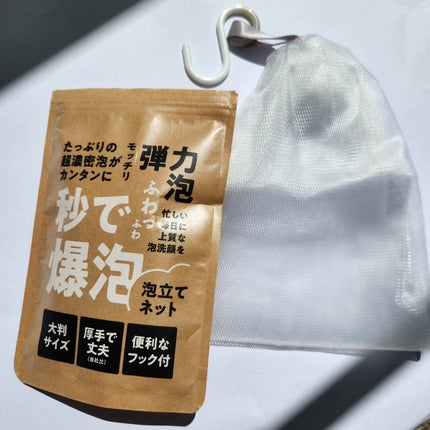 たっぷりの
超濃密泡が
カンタンに
モッチリ
弾力
泡
ふわっ
ふわ
秒で
爆泡
忙しい
毎日に
上質な
泡洗顔を
泡立て
ネット
大判
サイズ
厚手で
丈夫
(当社比)
便利な
フック付